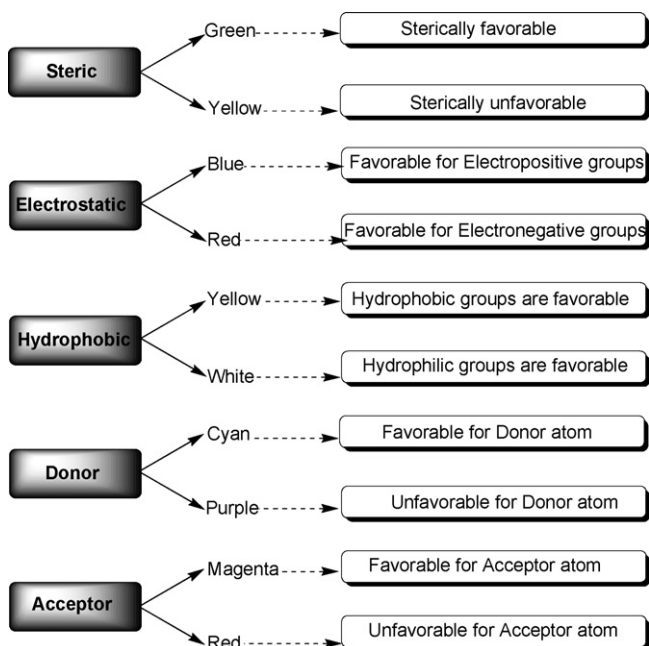 Green
Sterically favorable
Steric
Yellow
Sterically unfavorable
Blue
Favorable for Electropositive groups
Electrostatic
Red
Favorable for Electronegative groups
Yellow
Hydrophobic groups are favorable
Hydrophobic
White
Hydrophilic groups are favorable
Cyan
Favorable for Donor atom
Donor
Purple
Unfavorable for Donor atom
Magenta
Favorable for Acceptor atom
Acceptor
Red
Unfavorable for Acceptor atom